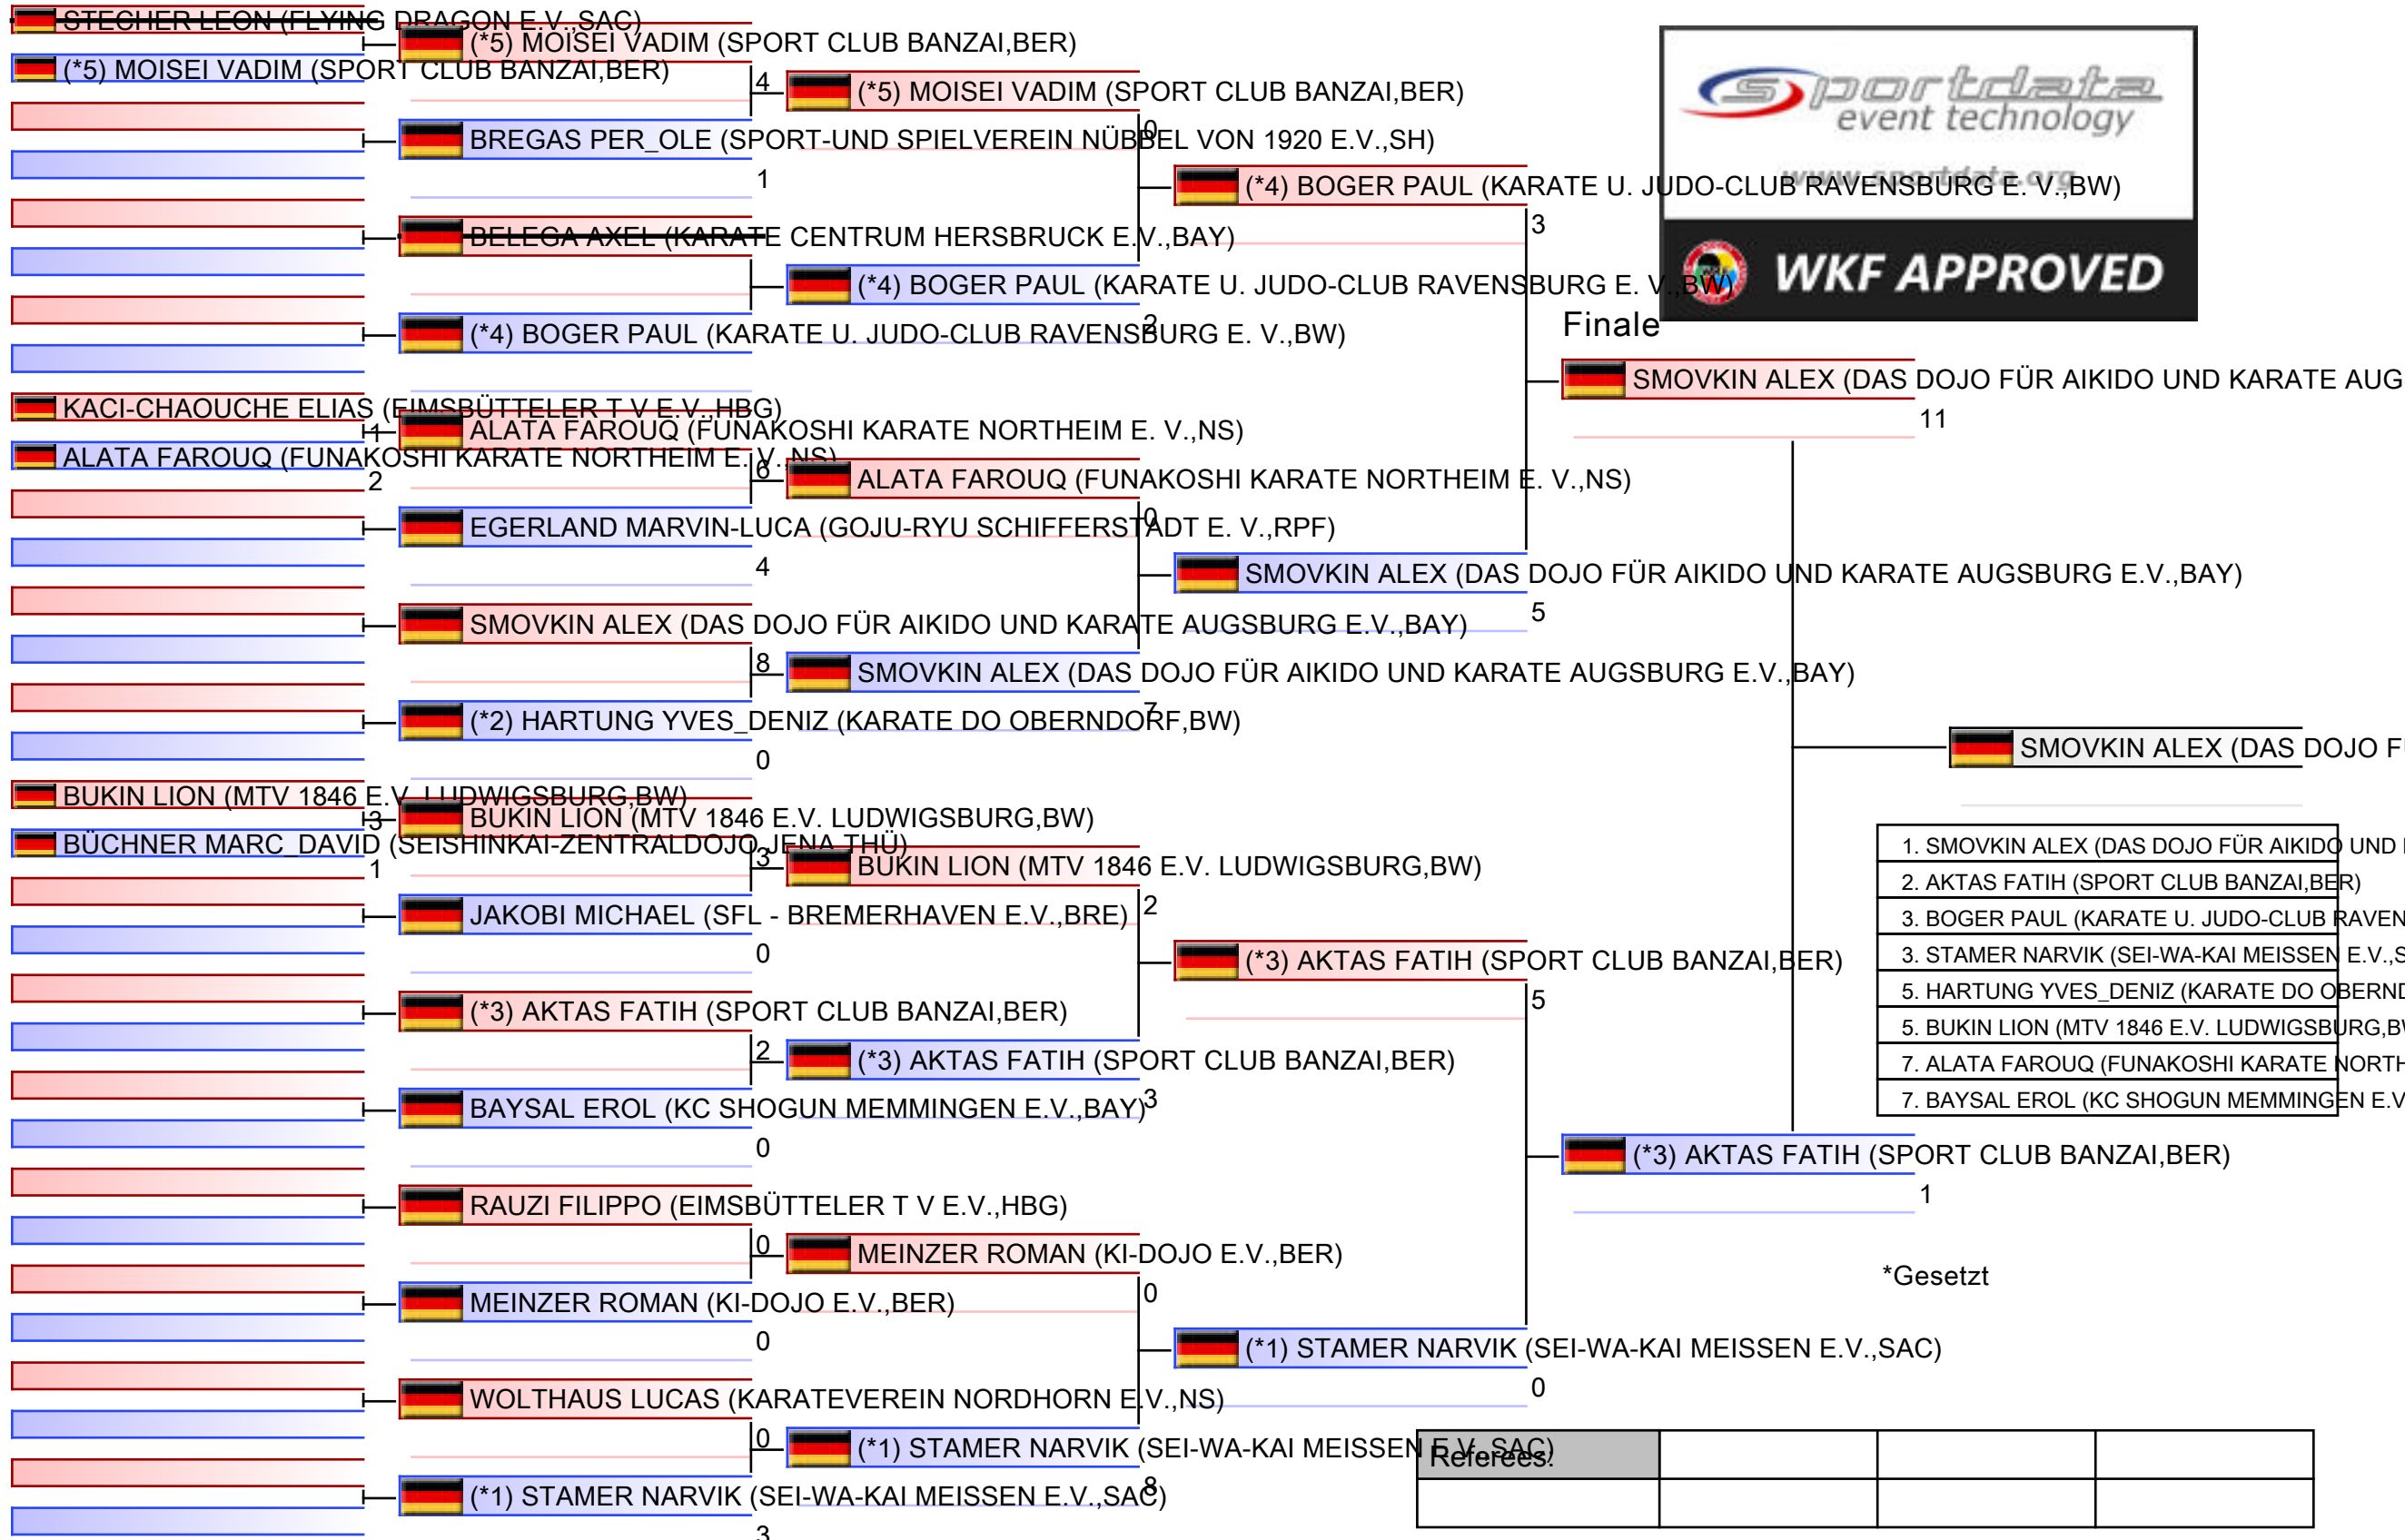 STECHER LEON (FLYING DRAGON E.V.,SAC)
(*5) MOISEI VADIM (SPORT CLUB BANZAI,BER)
(*5) MOISEI VADIM (SPORT CLUB BANZAI,BER)
4
(*5) MOISEI VADIM (SPORT CLUB BANZAI,BER)
0
BREGAS PER_OLE (SPORT-UND SPIELVEREIN NÜBBEL VON 1920 E.V.,SH)
1
(*4) BOGER PAUL (KARATE U. JUDO-CLUB RAVENSBURG E. V.,BW)
3
BELEGA AXEL (KARATE CENTRUM HERSBRUCK E.V.,BAY)
(*4) BOGER PAUL (KARATE U. JUDO-CLUB RAVENSBURG E. V.,BW)
2
(*4) BOGER PAUL (KARATE U. JUDO-CLUB RAVENSBURG E. V.,BW)
sportdata
event technology
www.sportdata.org
WKF APPROVED
Finale
SMOVKIN ALEX (DAS DOJO FÜR AIKIDO UND KARATE AUG
11
KACI-CHAOUCHE ELIAS (EIMSBÜTTELER T V E.V.,HBG)
1
ALATA FAROUQ (FUNAKOSHI KARATE NORTHEIM E. V.,NS)
ALATA FAROUQ (FUNAKOSHI KARATE NORTHEIM E. V.,NS)
2
6
ALATA FAROUQ (FUNAKOSHI KARATE NORTHEIM E. V.,NS)
0
EGERLAND MARVIN-LUCA (GOJU-RYU SCHIFFERSTADT E. V.,RPF)
4
SMOVKIN ALEX (DAS DOJO FÜR AIKIDO UND KARATE AUGSBURG E.V.,BAY)
5
SMOVKIN ALEX (DAS DOJO FÜR AIKIDO UND KARATE AUGSBURG E.V.,BAY)
8
SMOVKIN ALEX (DAS DOJO FÜR AIKIDO UND KARATE AUGSBURG E.V.,BAY)
7
(*2) HARTUNG YVES_DENIZ (KARATE DO OBERNDORF,BW)
0
SMOVKIN ALEX (DAS DOJO F
BUKIN LION (MTV 1846 E.V. LUDWIGSBURG,BW)
3
BUKIN LION (MTV 1846 E.V. LUDWIGSBURG,BW)
BÜCHNER MARC_DAVID (SEISHINKAI-ZENTRALDOJO JENA,THÜ)
1
3
BUKIN LION (MTV 1846 E.V. LUDWIGSBURG,BW)
2
JAKOBI MICHAEL (SFL - BREMERHAVEN E.V.,BRE)
0
(*3) AKTAS FATIH (SPORT CLUB BANZAI,BER)
5
(*3) AKTAS FATIH (SPORT CLUB BANZAI,BER)
2
(*3) AKTAS FATIH (SPORT CLUB BANZAI,BER)
3
BAYSAL EROL (KC SHOGUN MEMMINGEN E.V.,BAY)
0
1. SMOVKIN ALEX (DAS DOJO FÜR AIKIDO UND
2. AKTAS FATIH (SPORT CLUB BANZAI,BER)
3. BOGER PAUL (KARATE U. JUDO-CLUB RAVEN
3. STAMER NARVIK (SEI-WA-KAI MEISSEN E.V.,S
5. HARTUNG YVES_DENIZ (KARATE DO OBERND
5. BUKIN LION (MTV 1846 E.V. LUDWIGSBURG,BW
7. ALATA FAROUQ (FUNAKOSHI KARATE NORTH
7. BAYSAL EROL (KC SHOGUN MEMMINGEN E.V
(*3) AKTAS FATIH (SPORT CLUB BANZAI,BER)
1
RAUZI FILIPPO (EIMSBÜTTELER T V E.V.,HBG)
0
MEINZER ROMAN (KI-DOJO E.V.,BER)
0
MEINZER ROMAN (KI-DOJO E.V.,BER)
0
*Gesetzt
(*1) STAMER NARVIK (SEI-WA-KAI MEISSEN E.V.,SAC)
0
WOLTHAUS LUCAS (KARATEVEREIN NORDHORN E.V.,NS)
0
(*1) STAMER NARVIK (SEI-WA-KAI MEISSEN E.V.,SAC)
8
(*1) STAMER NARVIK (SEI-WA-KAI MEISSEN E.V.,SAC)
3
Referees: